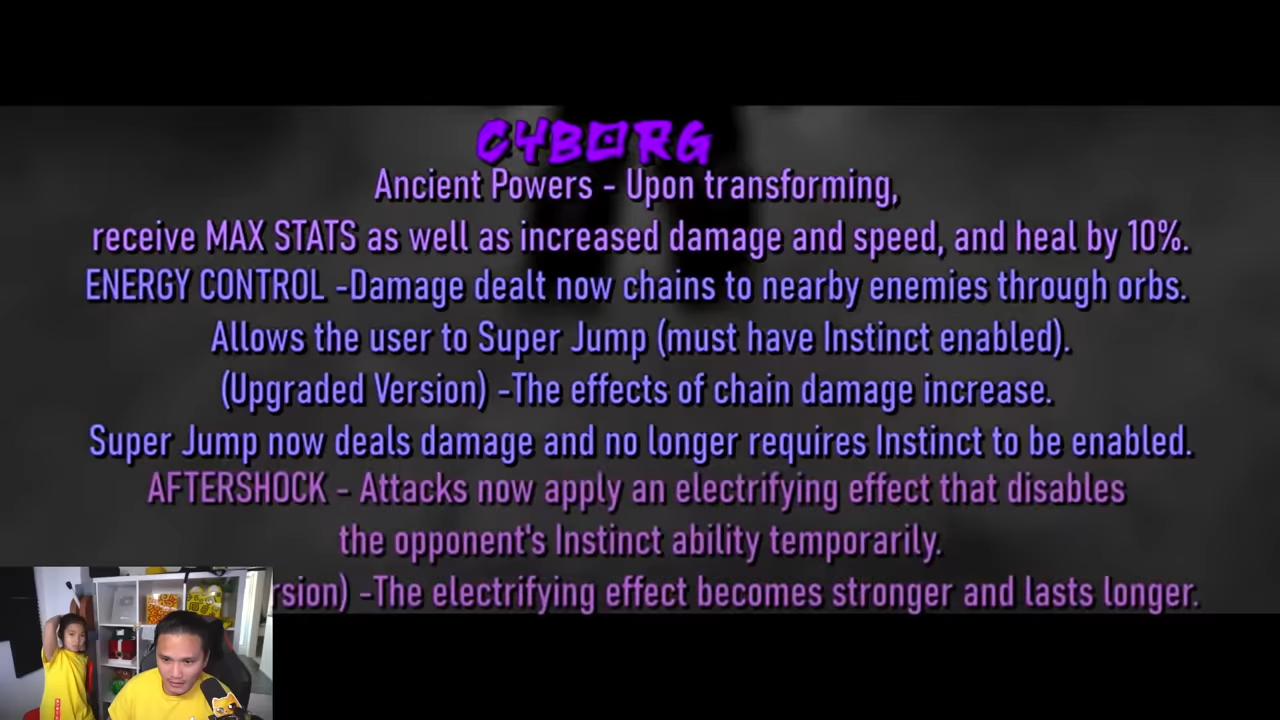 CYBORG
Ancient Powers - Upon transforming,
receive MAX STATS as well as increased damage and speed, and heal by 10%.
ENERGY CONTROL -Damage dealt now chains to nearby enemies through orbs.
Allows the user to Super Jump (must have Instinct enabled).
(Upgraded Version) -The effects of chain damage increase.
Super Jump now deals damage and no longer requires Instinct to be enabled.
AFTERSHOCK - Attacks now apply an electrifying effect that disables
the opponent's Instinct ability temporarily.
-The electrifying effect becomes stronger and lasts longer.